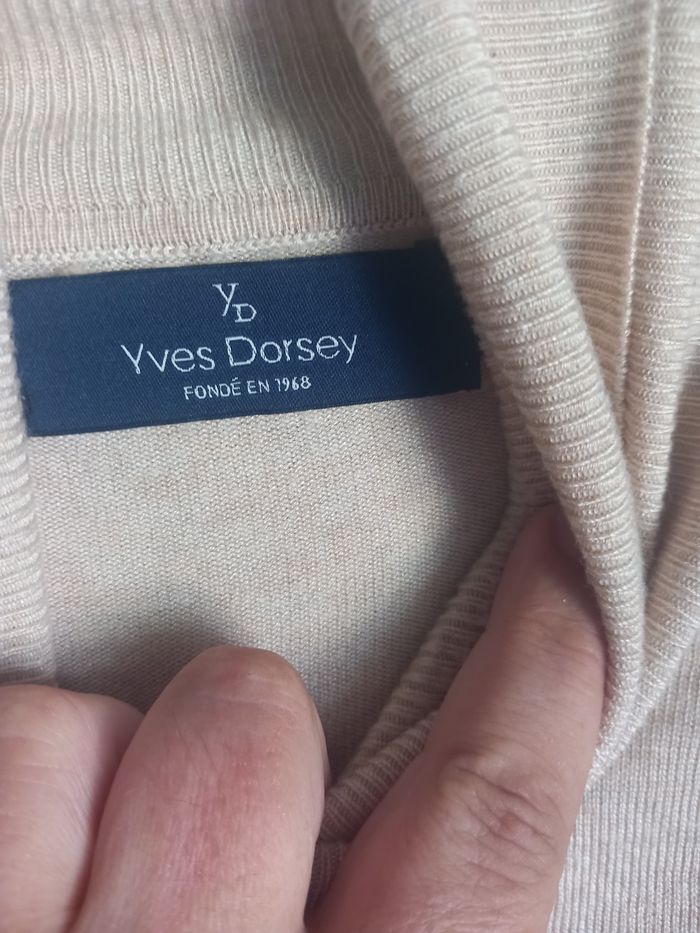 YD
Yves Dorsey
FONDÉ EN 1968